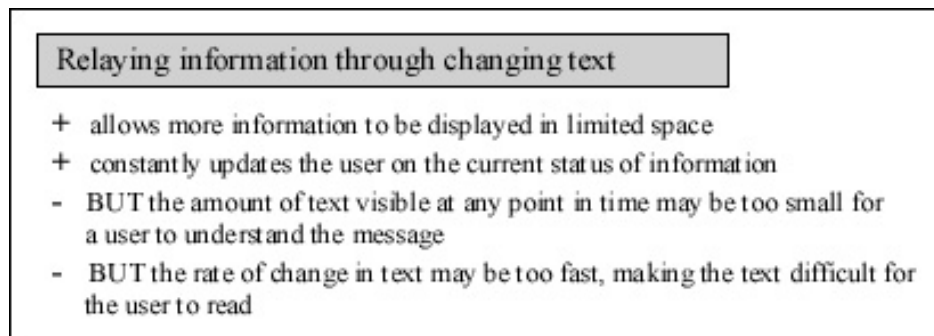 Relaying information through changing text
+ allows more information to be displayed in limited space
+ constantly updates the user on the current status of information
- BUT the amount of text visible at any point in time may be too small for
a user to understand the message
- BUT the rate of change in text may be too fast, making the text difficult for
the user to read